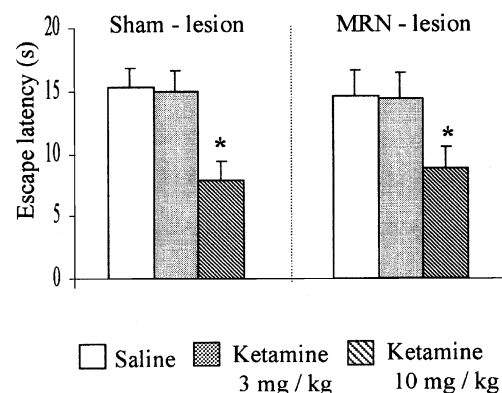 Sham - lesion
MRN - lesion
Escape latency (s)
20
15
10
5
0
*
*
Saline
Ketamine
3 mg / kg
Ketamine
10 mg / kg